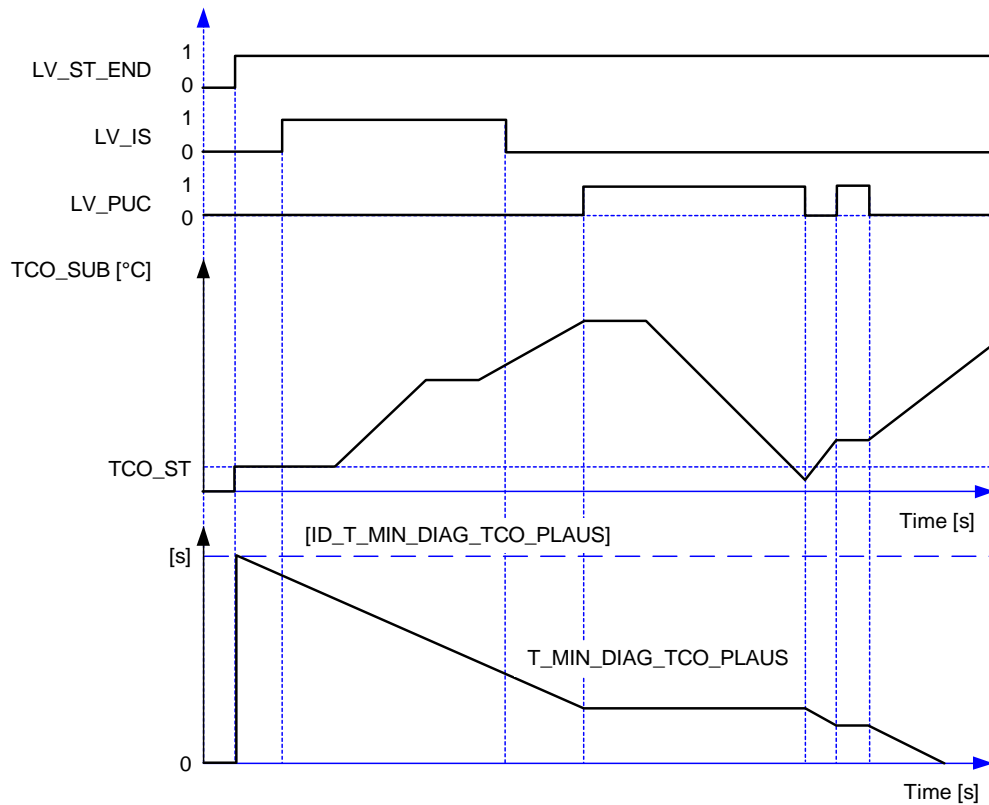 1
LV_ST_END
0
1
LV_IS
0
1
LV_PUC
0
TCO_SUB [°C]
TCO_ST
Time [s]
[ID_T_MIN_DIAG_TCO_PLAUS]
[s]
T_MIN_DIAG_TCO_PLAUS
0
Time [s]